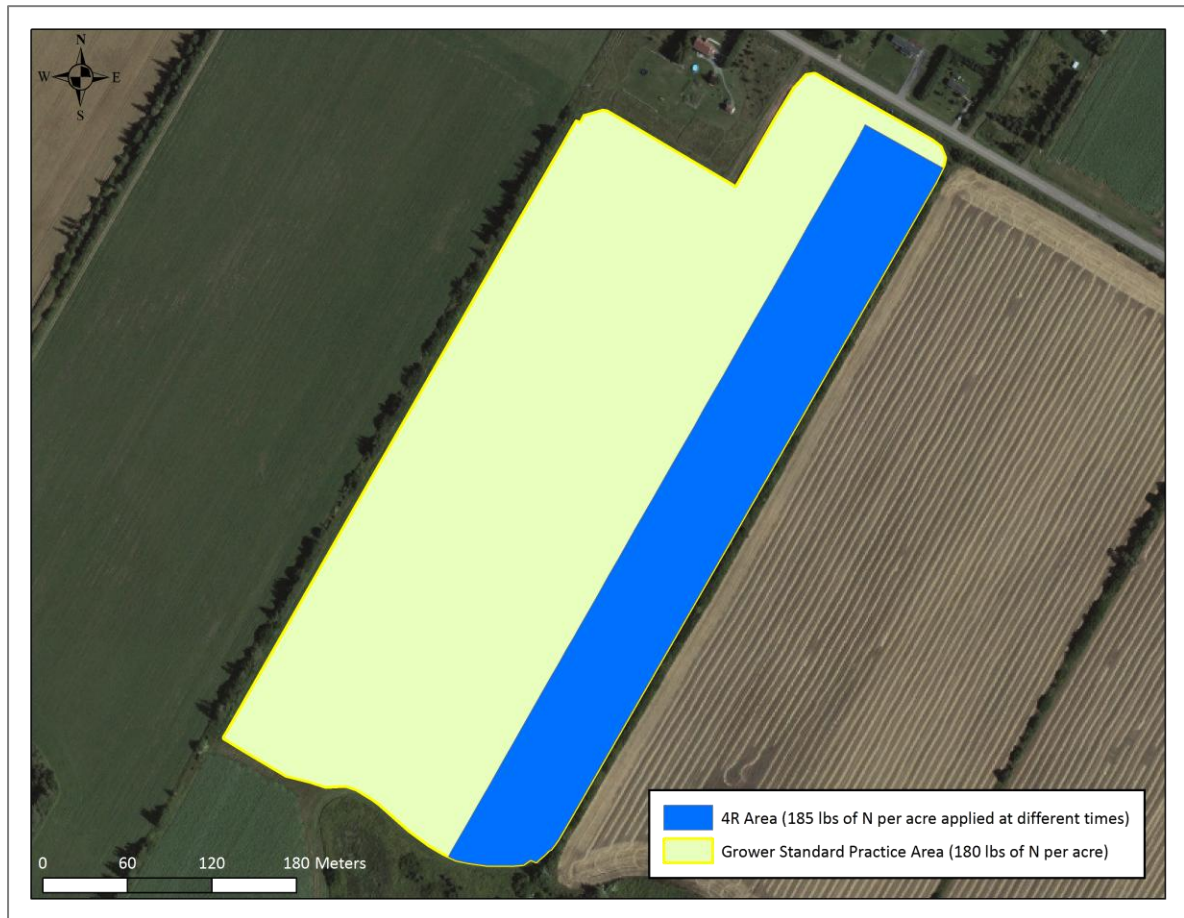 N
W E
S
4R Area (185 lbs of N per acre applied at different times)
Grower Standard Practice Area (180 lbs of N per acre)
0 60 120 180 Meters